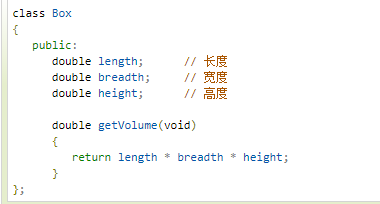 class Box
{
   public:
      double length;      // 长度
      double breadth;     // 宽度
      double height;      // 高度

      double getVolume(void)
      {
         return length * breadth * height;
      }
};